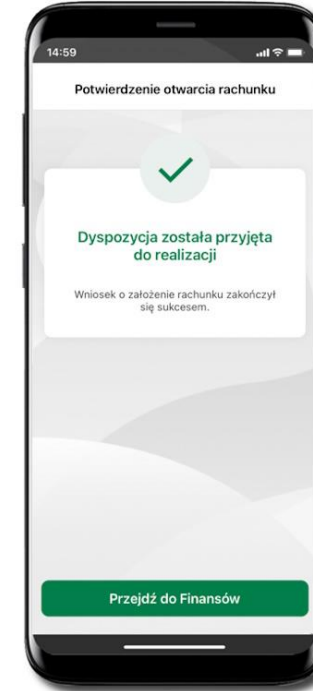 14:59
Potwierdzenie otwarcia rachunku
Dyspozycja została przyjęta
do realizacji
Wniosek o założenie rachunku zakończył
się sukcesem.
Przejdź do Finansów